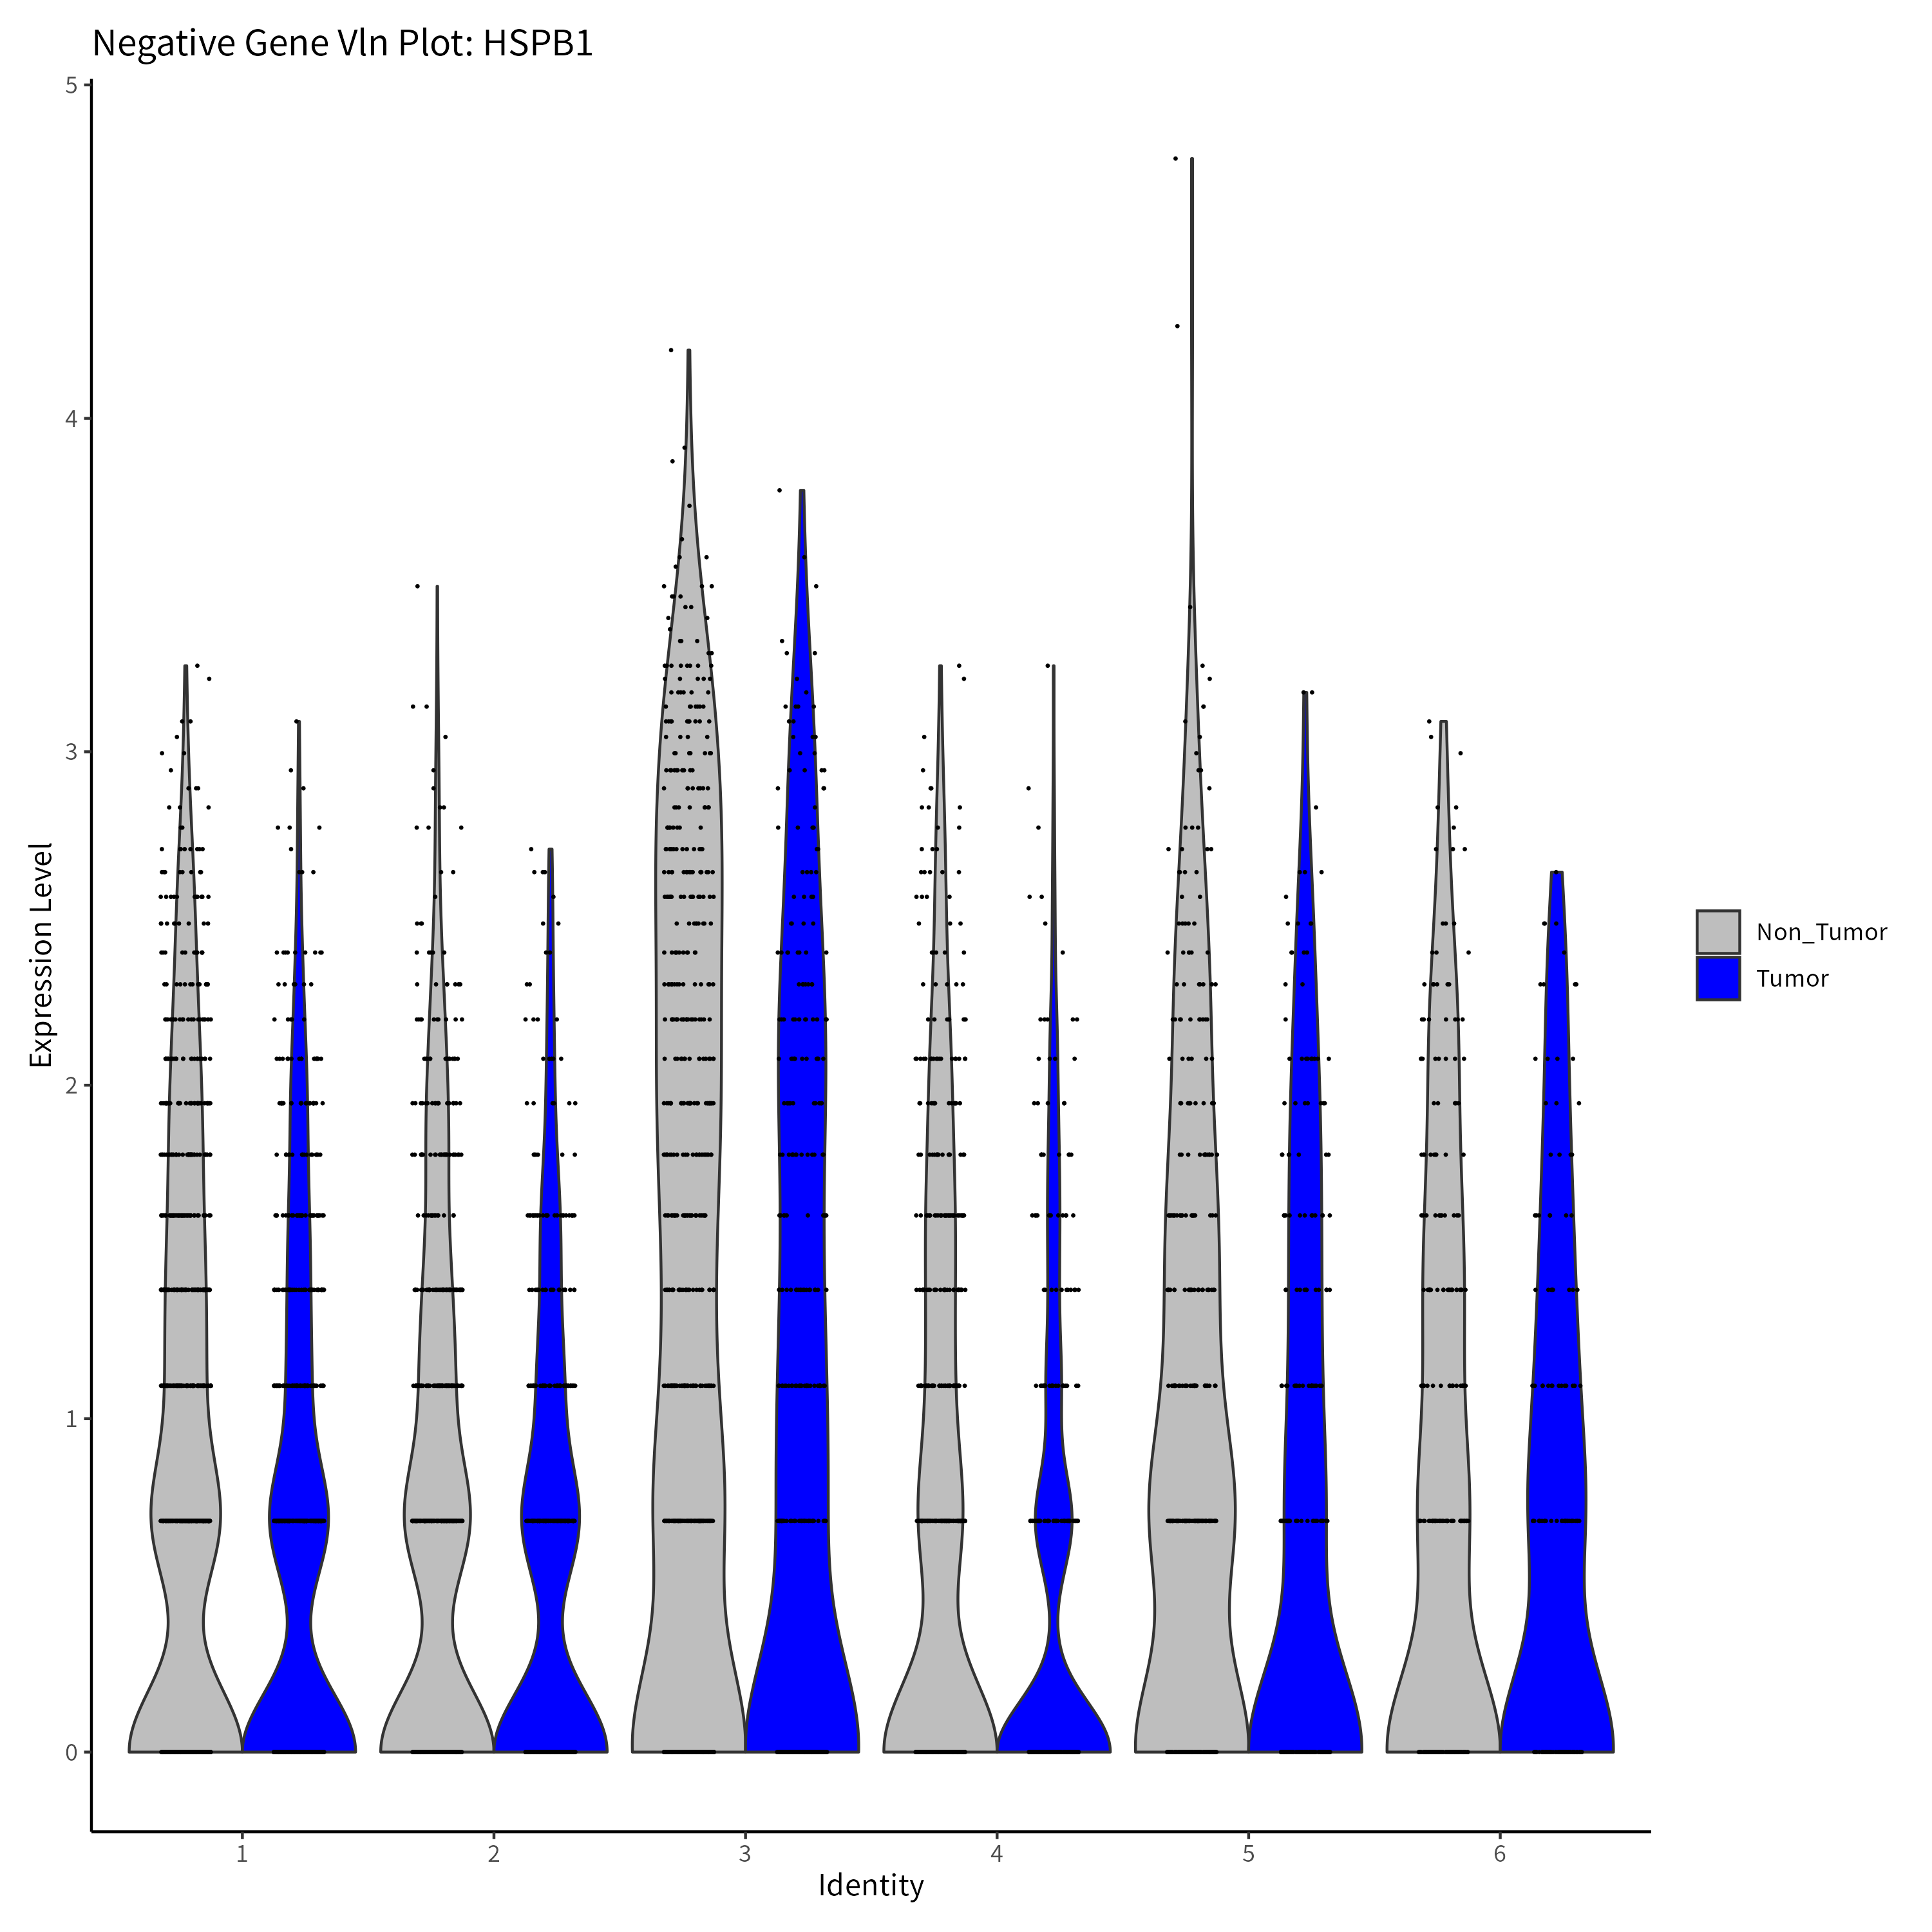 Negative Gene Vln Plot: HSPB1
5
4
3
2
1
0
Expression Level
1 2 3 4 5 6
Identity
Non_Tumor
Tumor